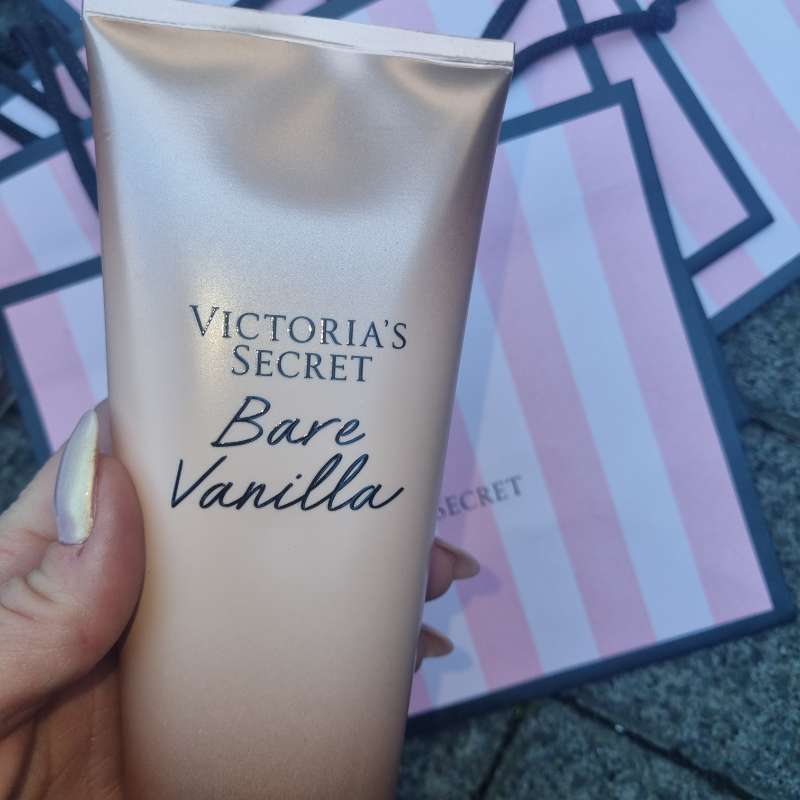 VICTORIA'S
SECRET
Bare
Vanilla
SECRET